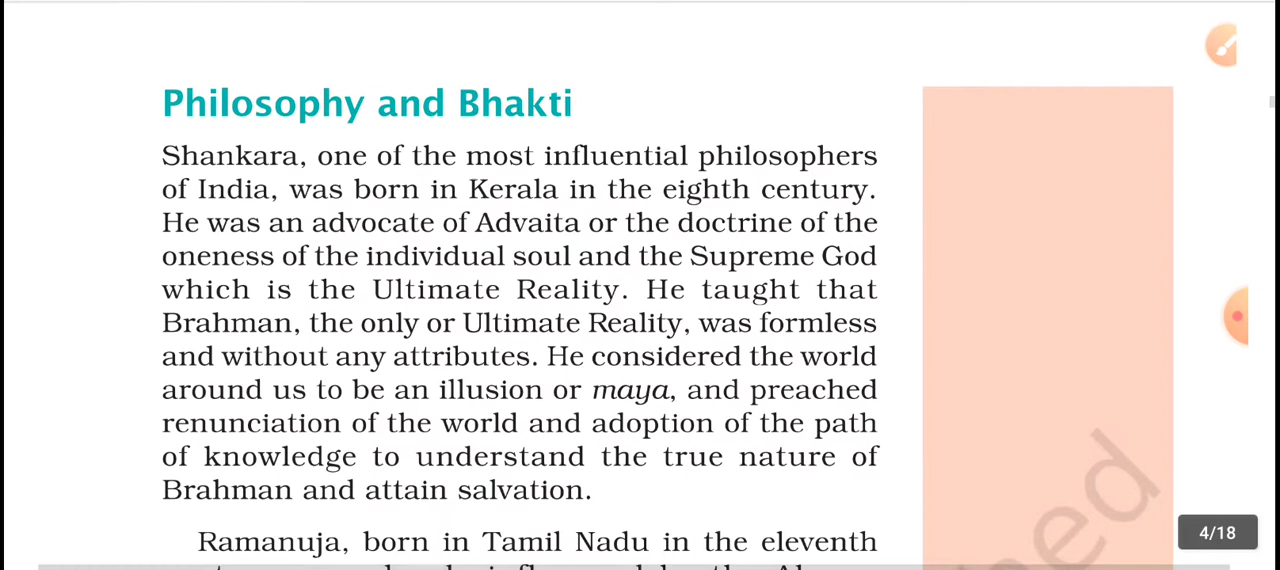 Philosophy and Bhakti
Shankara, one of the most influential philosophers
of India, was born in Kerala in the eighth century.
He was an advocate of Advaita or the doctrine of the
oneness of the individual soul and the Supreme God
which is the Ultimate Reality. He taught that
Brahman, the only or Ultimate Reality, was formless
and without any attributes. He considered the world
around us to be an illusion or maya, and preached
renunciation of the world and adoption of the path
of knowledge to understand the true nature of
Brahman and attain salvation.
Ramanuja, born in Tamil Nadu in the eleventh
4/18